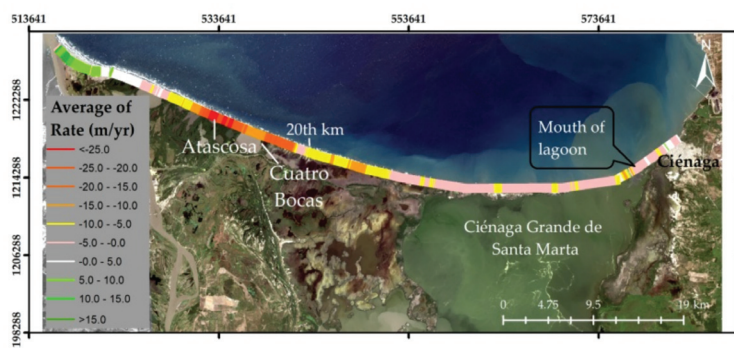 513641 533641 553641 573641
N
1222288
1214288
1206288
198288
Average of
Rate (m/yr)
<-25.0
-25.0 - -20.0
-20.0 - -15.0
-15.0 - -10.0
-10.0 - -5.0
-5.0 - -0.0
-0.0 - 5.0
5.0 - 10.0
10.0 - 15.0
>15.0
Atascosa
20th km
Cuatro
Bocas
Mouth of
lagoon
Ciénaga
Ciénaga Grande de
Santa Marta
0 4.75 9.5 19 km